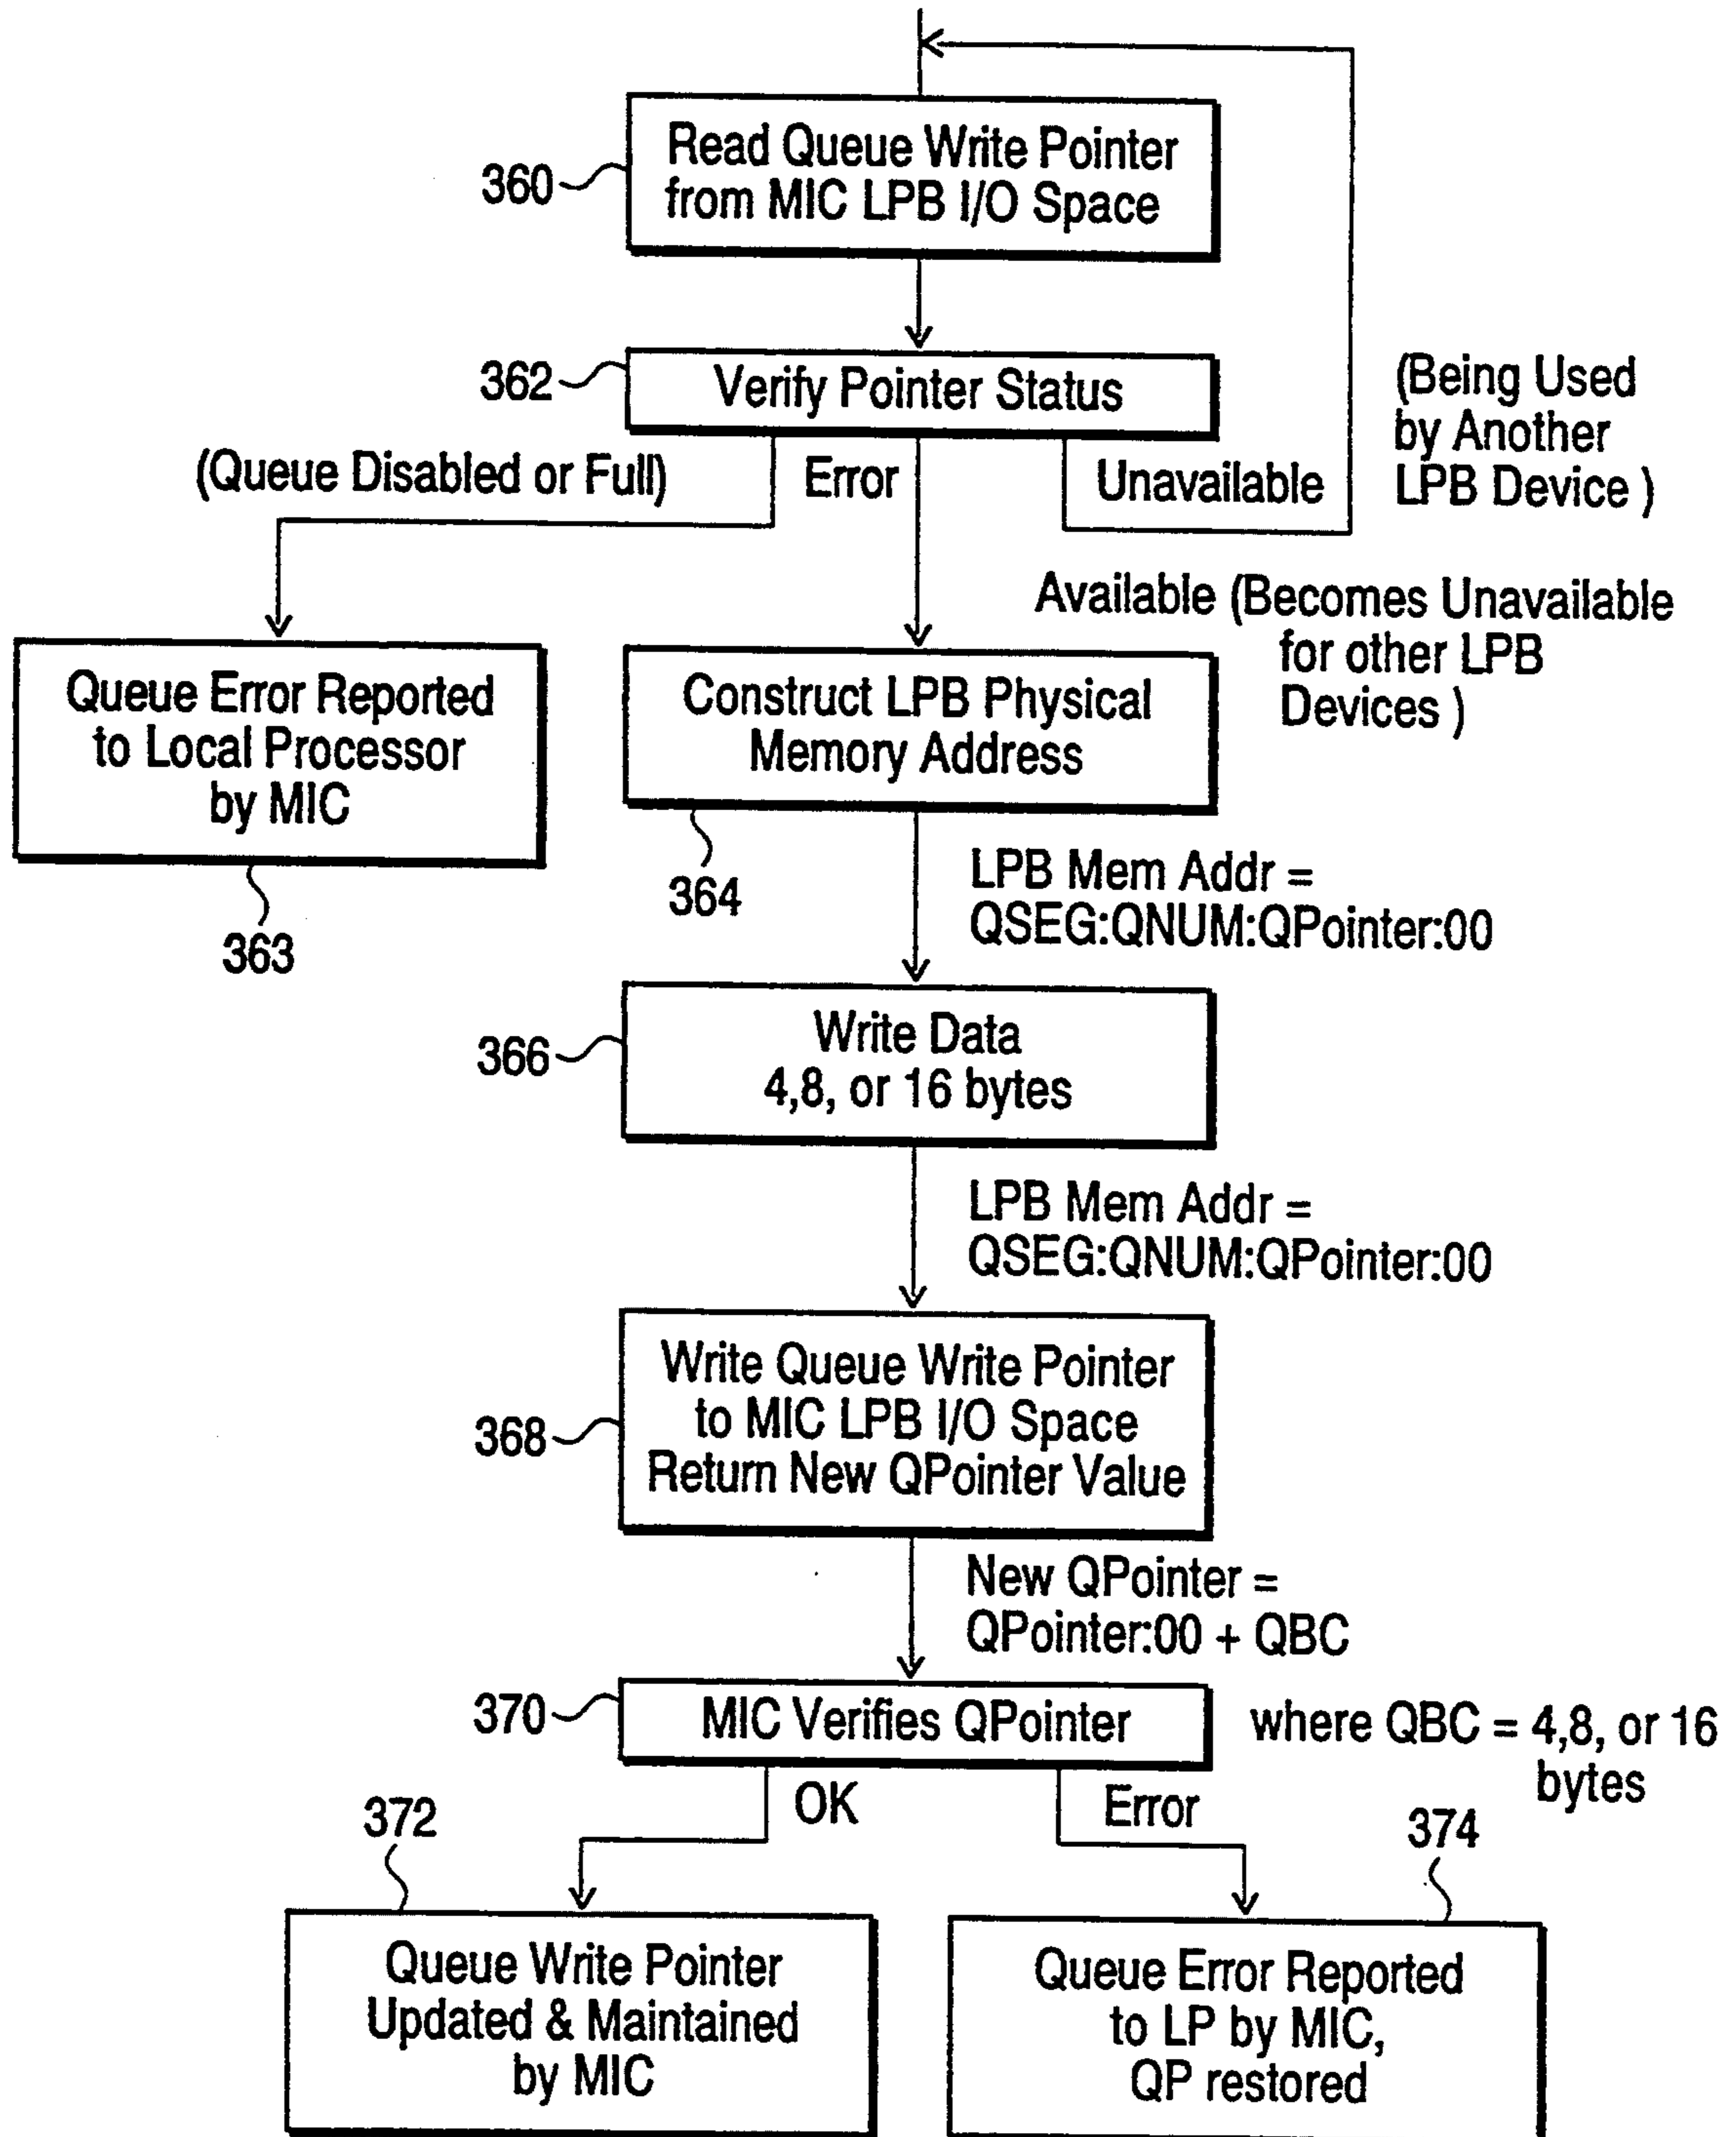 Read Queue Write Pointer
from MIC LPB I/O Space
360
362
Verify Pointer Status
(Being Used
by Another
LPB Device )
(Queue Disabled or Full)
Error
Unavailable
Available (Becomes Unavailable
for other LPB
Devices )
Queue Error Reported
to Local Processor
by MIC
363
Construct LPB Physical
Memory Address
364
LPB Mem Addr =
QSEG:QNUM:QPointer:00
366
Write Data
4,8, or 16 bytes
LPB Mem Addr =
QSEG:QNUM:QPointer:00
368
Write Queue Write Pointer
to MIC LPB I/O Space
Return New QPointer Value
New QPointer =
QPointer:00 + QBC
370
MIC Verifies QPointer
where QBC = 4,8, or 16
bytes
OK
Error
372
374
Queue Write Pointer
Updated & Maintained
by MIC
Queue Error Reported
to LP by MIC,
QP restored